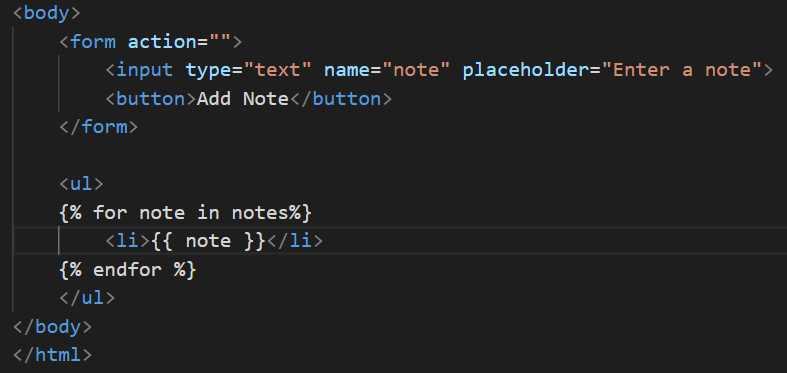 <body>
    <form action="">
        <input type="text" name="note" placeholder="Enter a note">
        <button>Add Note</button>
    </form>

    <ul>
    {% for note in notes%}
        <li>{{ note }}</li>
    {% endfor %}
    </ul>
</body>
</html>